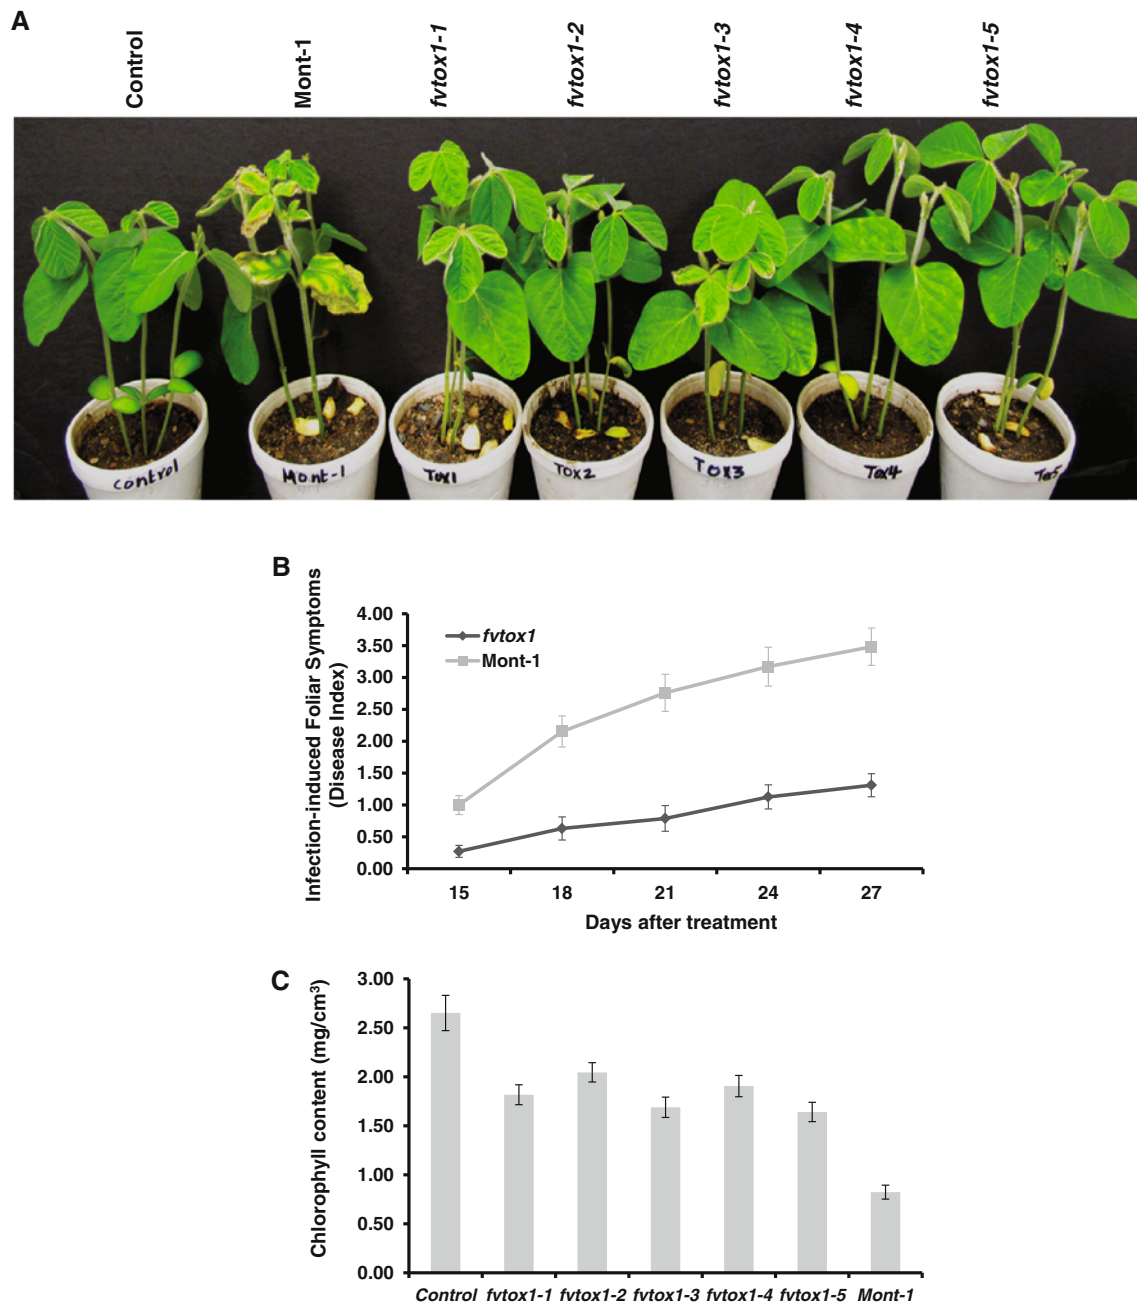 A
Control
Mont-1
fvtox1-1
fvtox1-2
fvtox1-3
fvtox1-4
fvtox1-5
control
Mont-1
Tox1
TOX2
TOX3
Tox4
Tox5
B
Infection-induced Foliar Symptoms
(Disease Index)
4.00
3.50
3.00
2.50
2.00
1.50
1.00
0.50
0.00
fvtox1
Mont-1
15 18 21 24 27
Days after treatment
C
Chlorophyll content (mg/cm³)
3.00
2.50
2.00
1.50
1.00
0.50
0.00
Control fvtox1-1 fvtox1-2 fvtox1-3 fvtox1-4 fvtox1-5 Mont-1